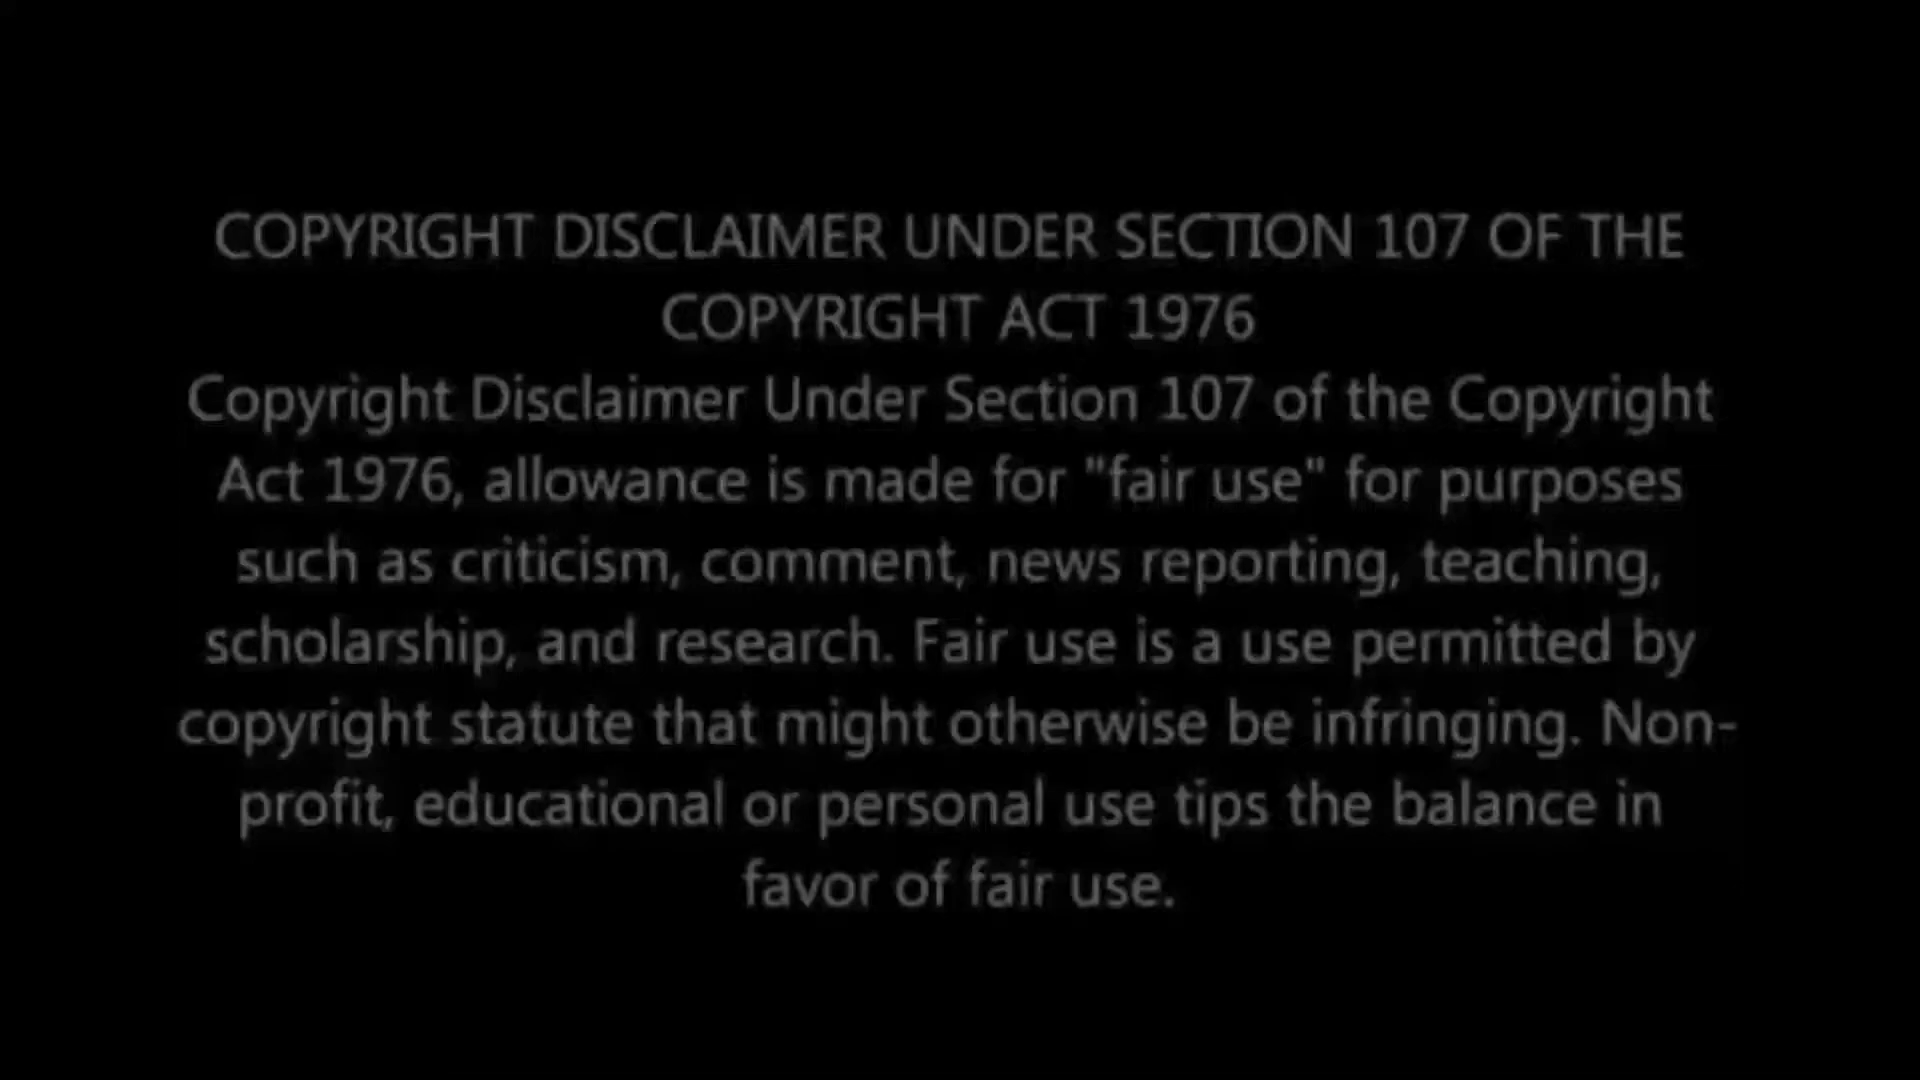 COPYRIGHT DISCLAIMER UNDER SECTION 107 OF THE
COPYRIGHT ACT 1976
Copyright Disclaimer Under Section 107 of the Copyright
Act 1976, allowance is made for "fair use" for purposes
such as criticism, comment, news reporting, teaching,
scholarship, and research. Fair use is a use permitted by
copyright statute that might otherwise be infringing. Non-
profit, educational or personal use tips the balance in
favor of fair use.